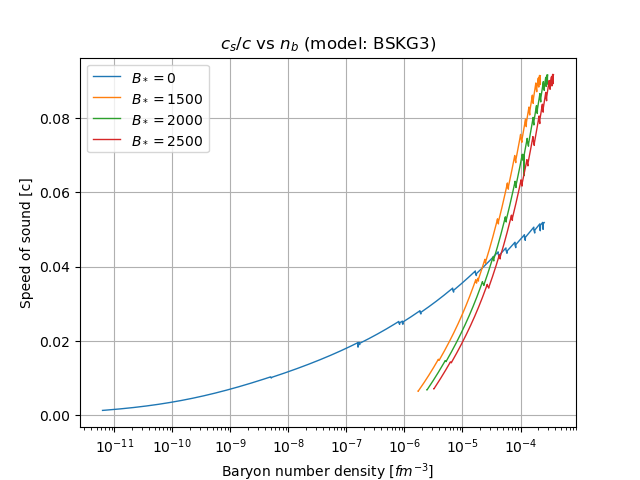 c_s/c vs n_b (model: BSKG3)
B_* = 0
B_* = 1500
B_* = 2000
B_* = 2500
Speed of sound [c]
0.08
0.06
0.04
0.02
0.00
10^{-11} 10^{-10} 10^{-9} 10^{-8} 10^{-7} 10^{-6} 10^{-5} 10^{-4}
Baryon number density [fm^{-3}]